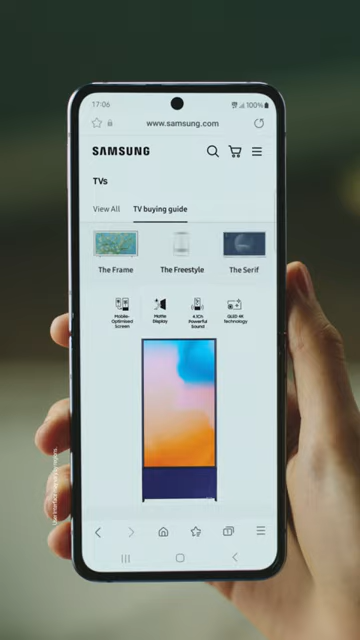 17:06
100%
www.samsung.com
SAMSUNG
TVs
View All
TV buying guide
The Frame
The Freestyle
The Serif
Mobile-
Optimised
Screen
Matte
Display
4.1Ch
Powerful
Sound
QLED 4K
Technology